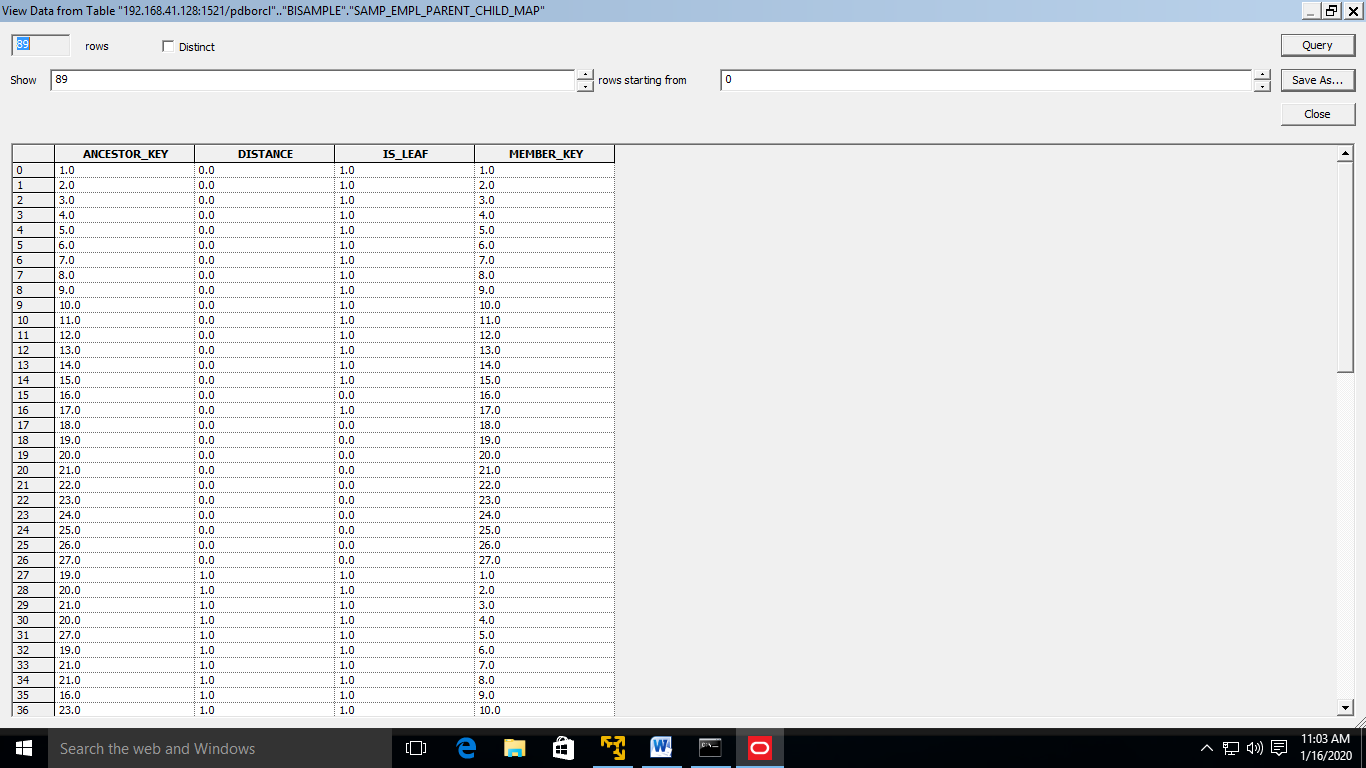 View Data from Table "192.168.41.128:1521/pdborcl".."BISAMPLE"."SAMP_EMPL_PARENT_CHILD_MAP"
89 rows Distinct Query
Show 89 rows starting from 0 Save As...
Close
ANCESTOR_KEY DISTANCE IS_LEAF MEMBER_KEY
0 1.0 0.0 1.0 1.0
1 2.0 0.0 1.0 2.0
2 3.0 0.0 1.0 3.0
3 4.0 0.0 1.0 4.0
4 5.0 0.0 1.0 5.0
5 6.0 0.0 1.0 6.0
6 7.0 0.0 1.0 7.0
7 8.0 0.0 1.0 8.0
8 9.0 0.0 1.0 9.0
9 10.0 0.0 1.0 10.0
10 11.0 0.0 1.0 11.0
11 12.0 0.0 1.0 12.0
12 13.0 0.0 1.0 13.0
13 14.0 0.0 1.0 14.0
14 15.0 0.0 1.0 15.0
15 16.0 0.0 0.0 16.0
16 17.0 0.0 1.0 17.0
17 18.0 0.0 0.0 18.0
18 19.0 0.0 0.0 19.0
19 20.0 0.0 0.0 20.0
20 21.0 0.0 0.0 21.0
21 22.0 0.0 0.0 22.0
22 23.0 0.0 0.0 23.0
23 24.0 0.0 0.0 24.0
24 25.0 0.0 0.0 25.0
25 26.0 0.0 0.0 26.0
26 27.0 0.0 0.0 27.0
27 19.0 1.0 1.0 1.0
28 20.0 1.0 1.0 2.0
29 21.0 1.0 1.0 3.0
30 20.0 1.0 1.0 4.0
31 27.0 1.0 1.0 5.0
32 19.0 1.0 1.0 6.0
33 21.0 1.0 1.0 7.0
34 21.0 1.0 1.0 8.0
35 16.0 1.0 1.0 9.0
36 23.0 1.0 1.0 10.0
Search the web and Windows
11:03 AM
1/16/2020